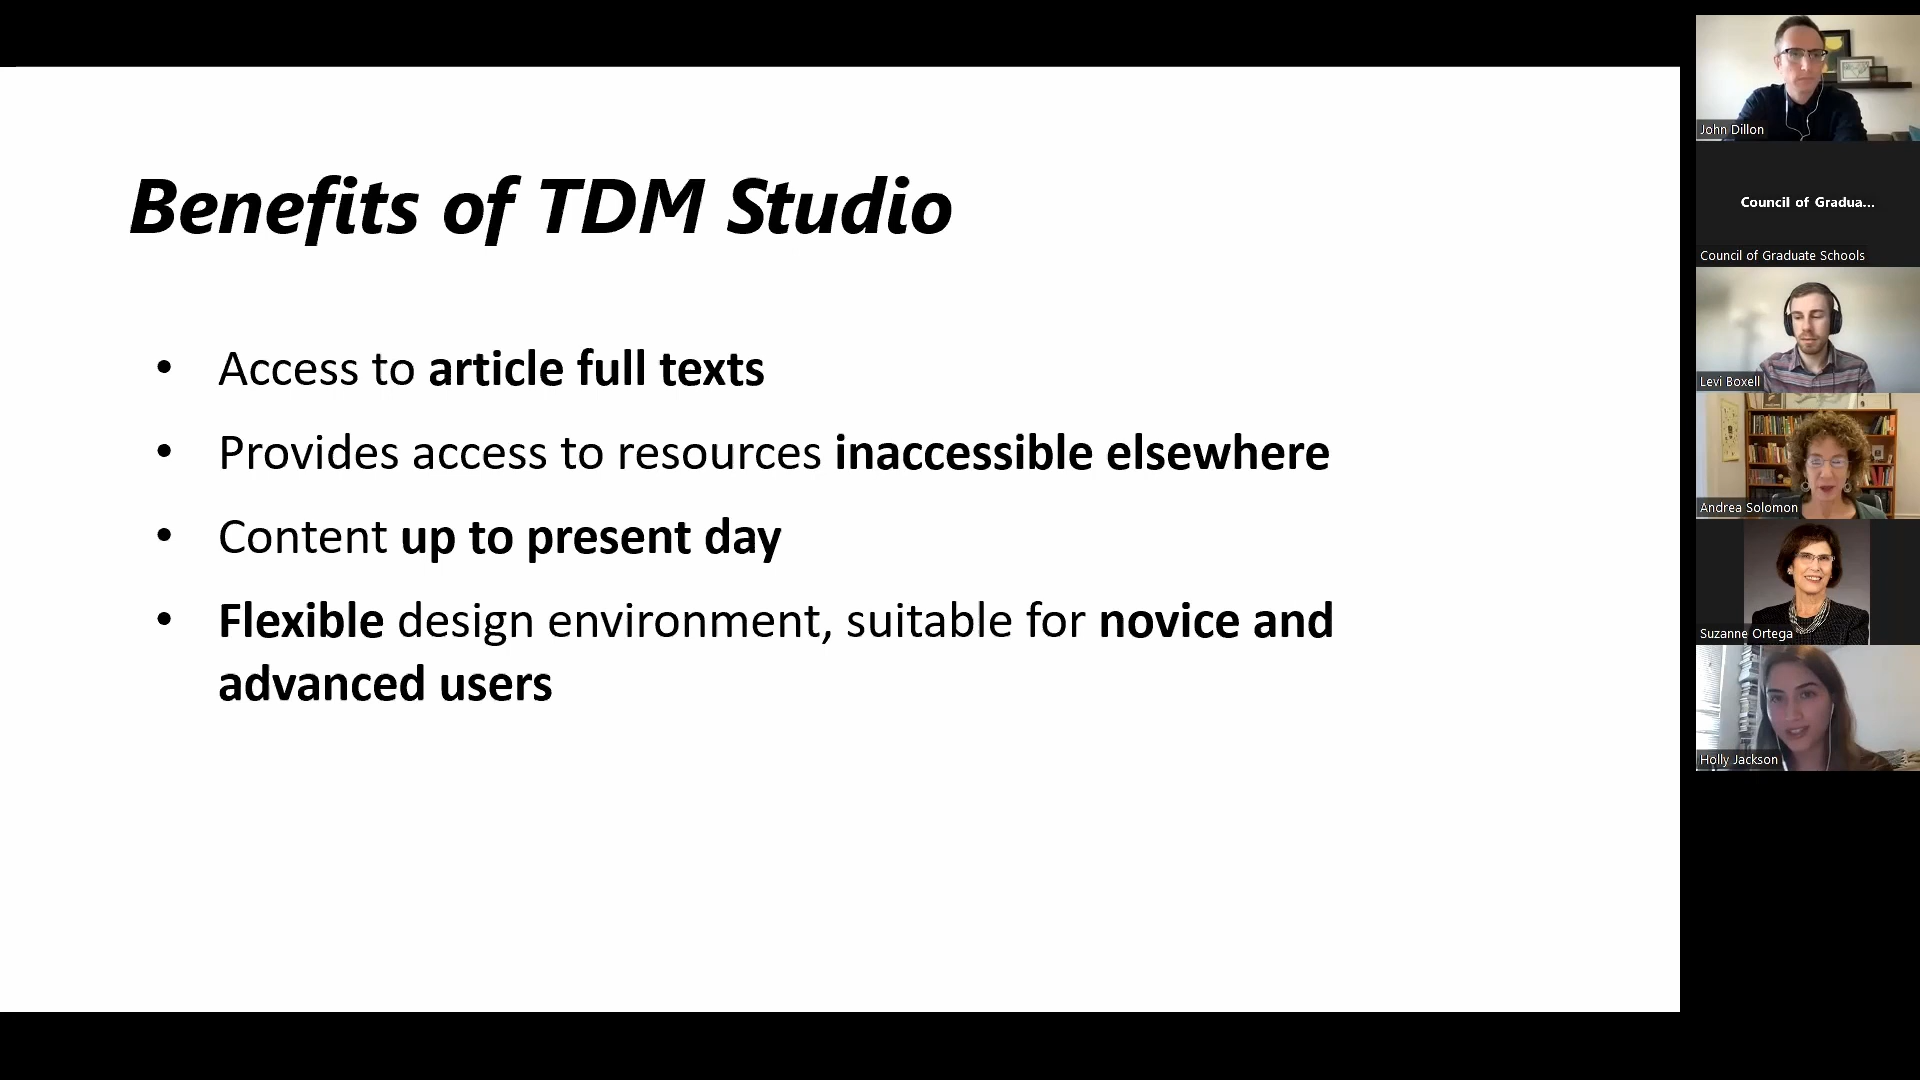 Benefits of TDM Studio
• Access to article full texts
• Provides access to resources inaccessible elsewhere
• Content up to present day
• Flexible design environment, suitable for novice and
advanced users
John Dillon
Council of Gradua...
Council of Graduate Schools
Levi Boxell
Andrea Solomon
Suzanne Ortega
Holly Jackson